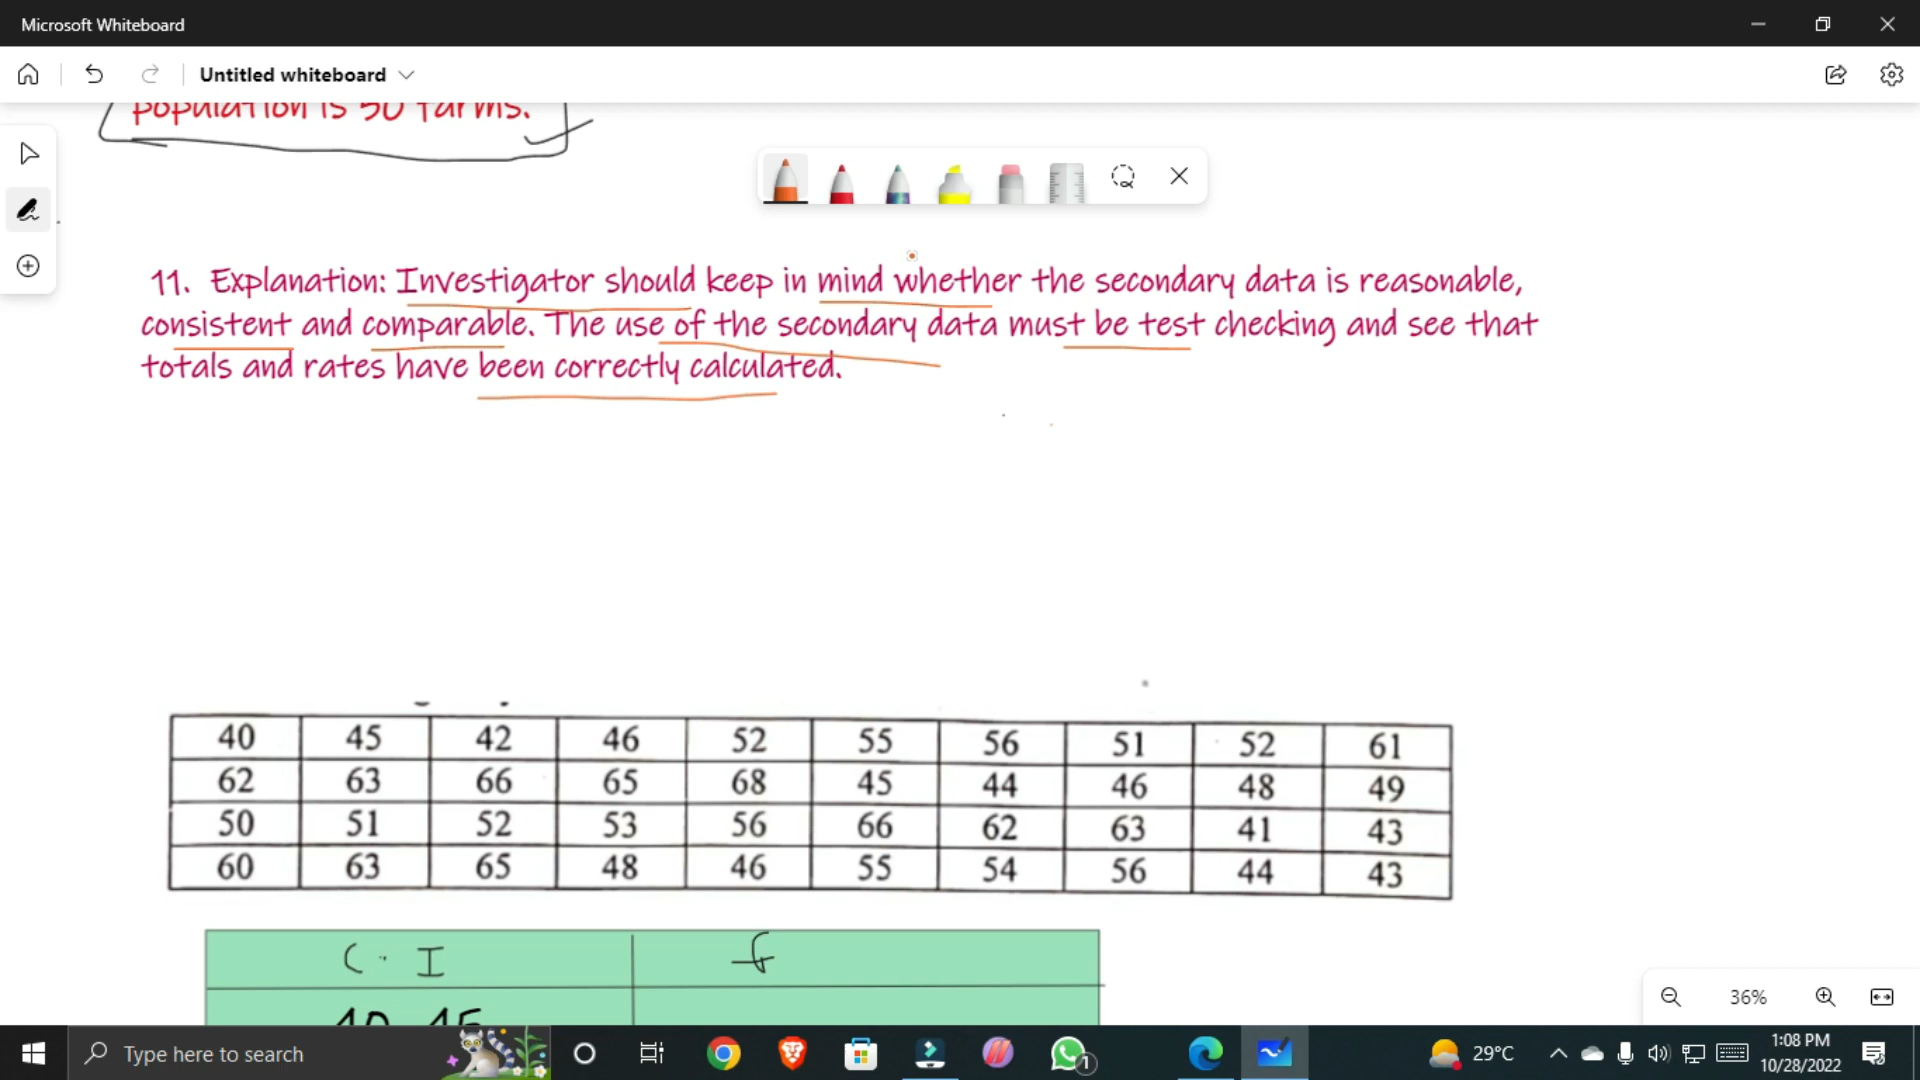 Microsoft Whiteboard
Untitled whiteboard
population is 50 farms.
11. Explanation: Investigator should keep in mind whether the secondary data is reasonable,
consistent and comparable. The use of the secondary data must be test checking and see that
totals and rates have been correctly calculated.
40 45 42 46 52 55 56 51 52 61
62 63 66 65 68 45 44 46 48 49
50 51 52 53 56 66 62 63 41 43
60 63 65 48 46 55 54 56 44 43
C. I f
40 45
36%
Type here to search
1
29°C
1:08 PM
10/28/2022